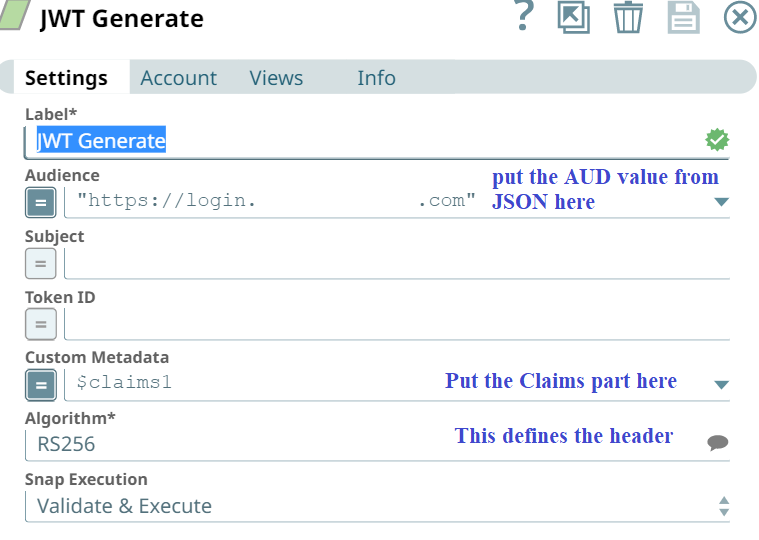 JWT Generate
?
Settings Account Views Info
Label*
JWT Generate
Audience
put the AUD value from
= "https://login. .com" JSON here
Subject
=
Token ID
=
Custom Metadata
= $claims1 Put the Claims part here
Algorithm*
RS256 This defines the header
Snap Execution
Validate & Execute